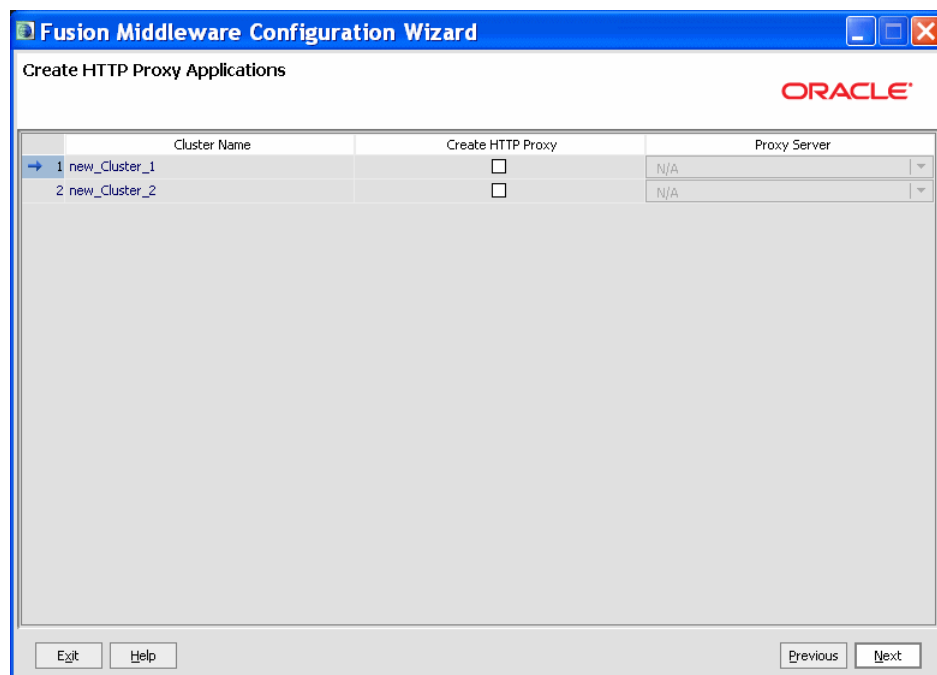 Fusion Middleware Configuration Wizard
Create HTTP Proxy Applications
ORACLE
Cluster Name Create HTTP Proxy Proxy Server
1 new_Cluster_1 N/A
2 new_Cluster_2 N/A
Exit Help Previous Next